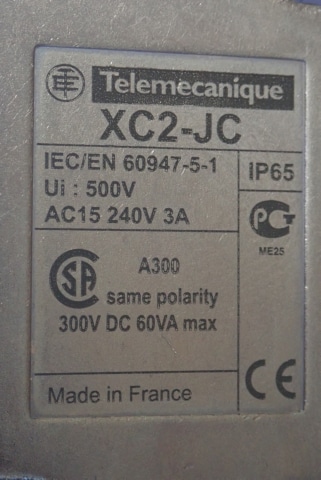 Telemecanique
XC2-JC
IEC/EN 60947-5-1
Ui : 500V
AC15 240V 3A
IP65
ME25
A300
same polarity
300V DC 60VA max
Made in France